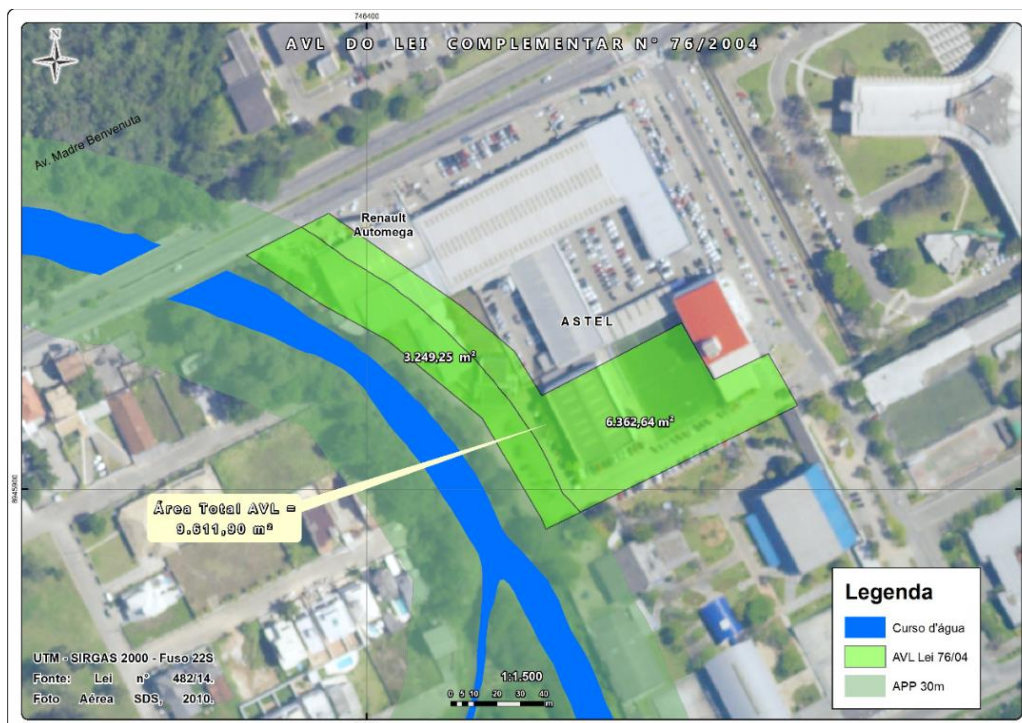 746400
N
AVL DO LEI COMPLEMENTAR Nº 76/2004
Av. Madre Benvenuta
Renault
Automega
ASTEL
3.249,25 m²
6.362,64 m²
Área Total AVL =
9.611,90 m²
Legenda
Curso d'água
AVL Lei 76/04
APP 30m
UTM - SIRGAS 2000 - Fuso 22S
Fonte: Lei nº 482/14.
Foto Aérea SDS, 2010.
1:1.500
0 5 10 20 30 40
m